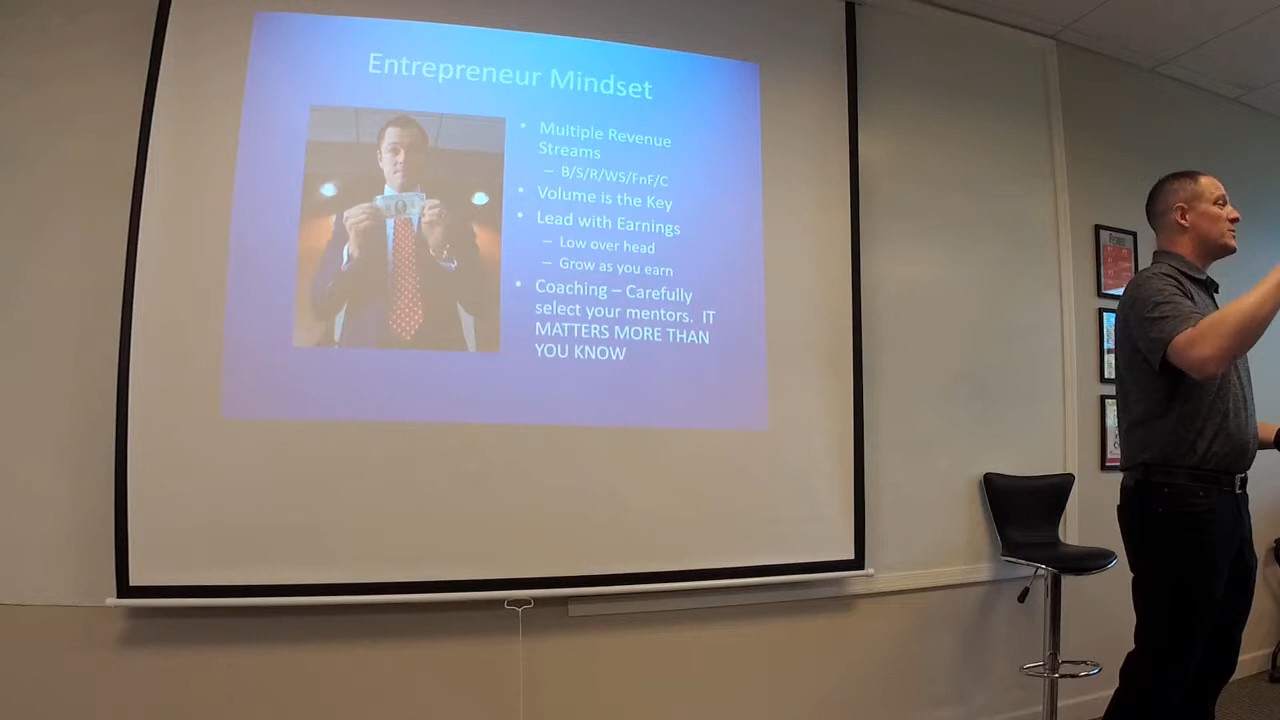 Entrepreneur Mindset
• Multiple Revenue
Streams
– B/S/R/WS/FnF/C
• Volume is the Key
• Lead with Earnings
– Low over head
– Grow as you earn
• Coaching – Carefully
select your mentors. IT
MATTERS MORE THAN
YOU KNOW